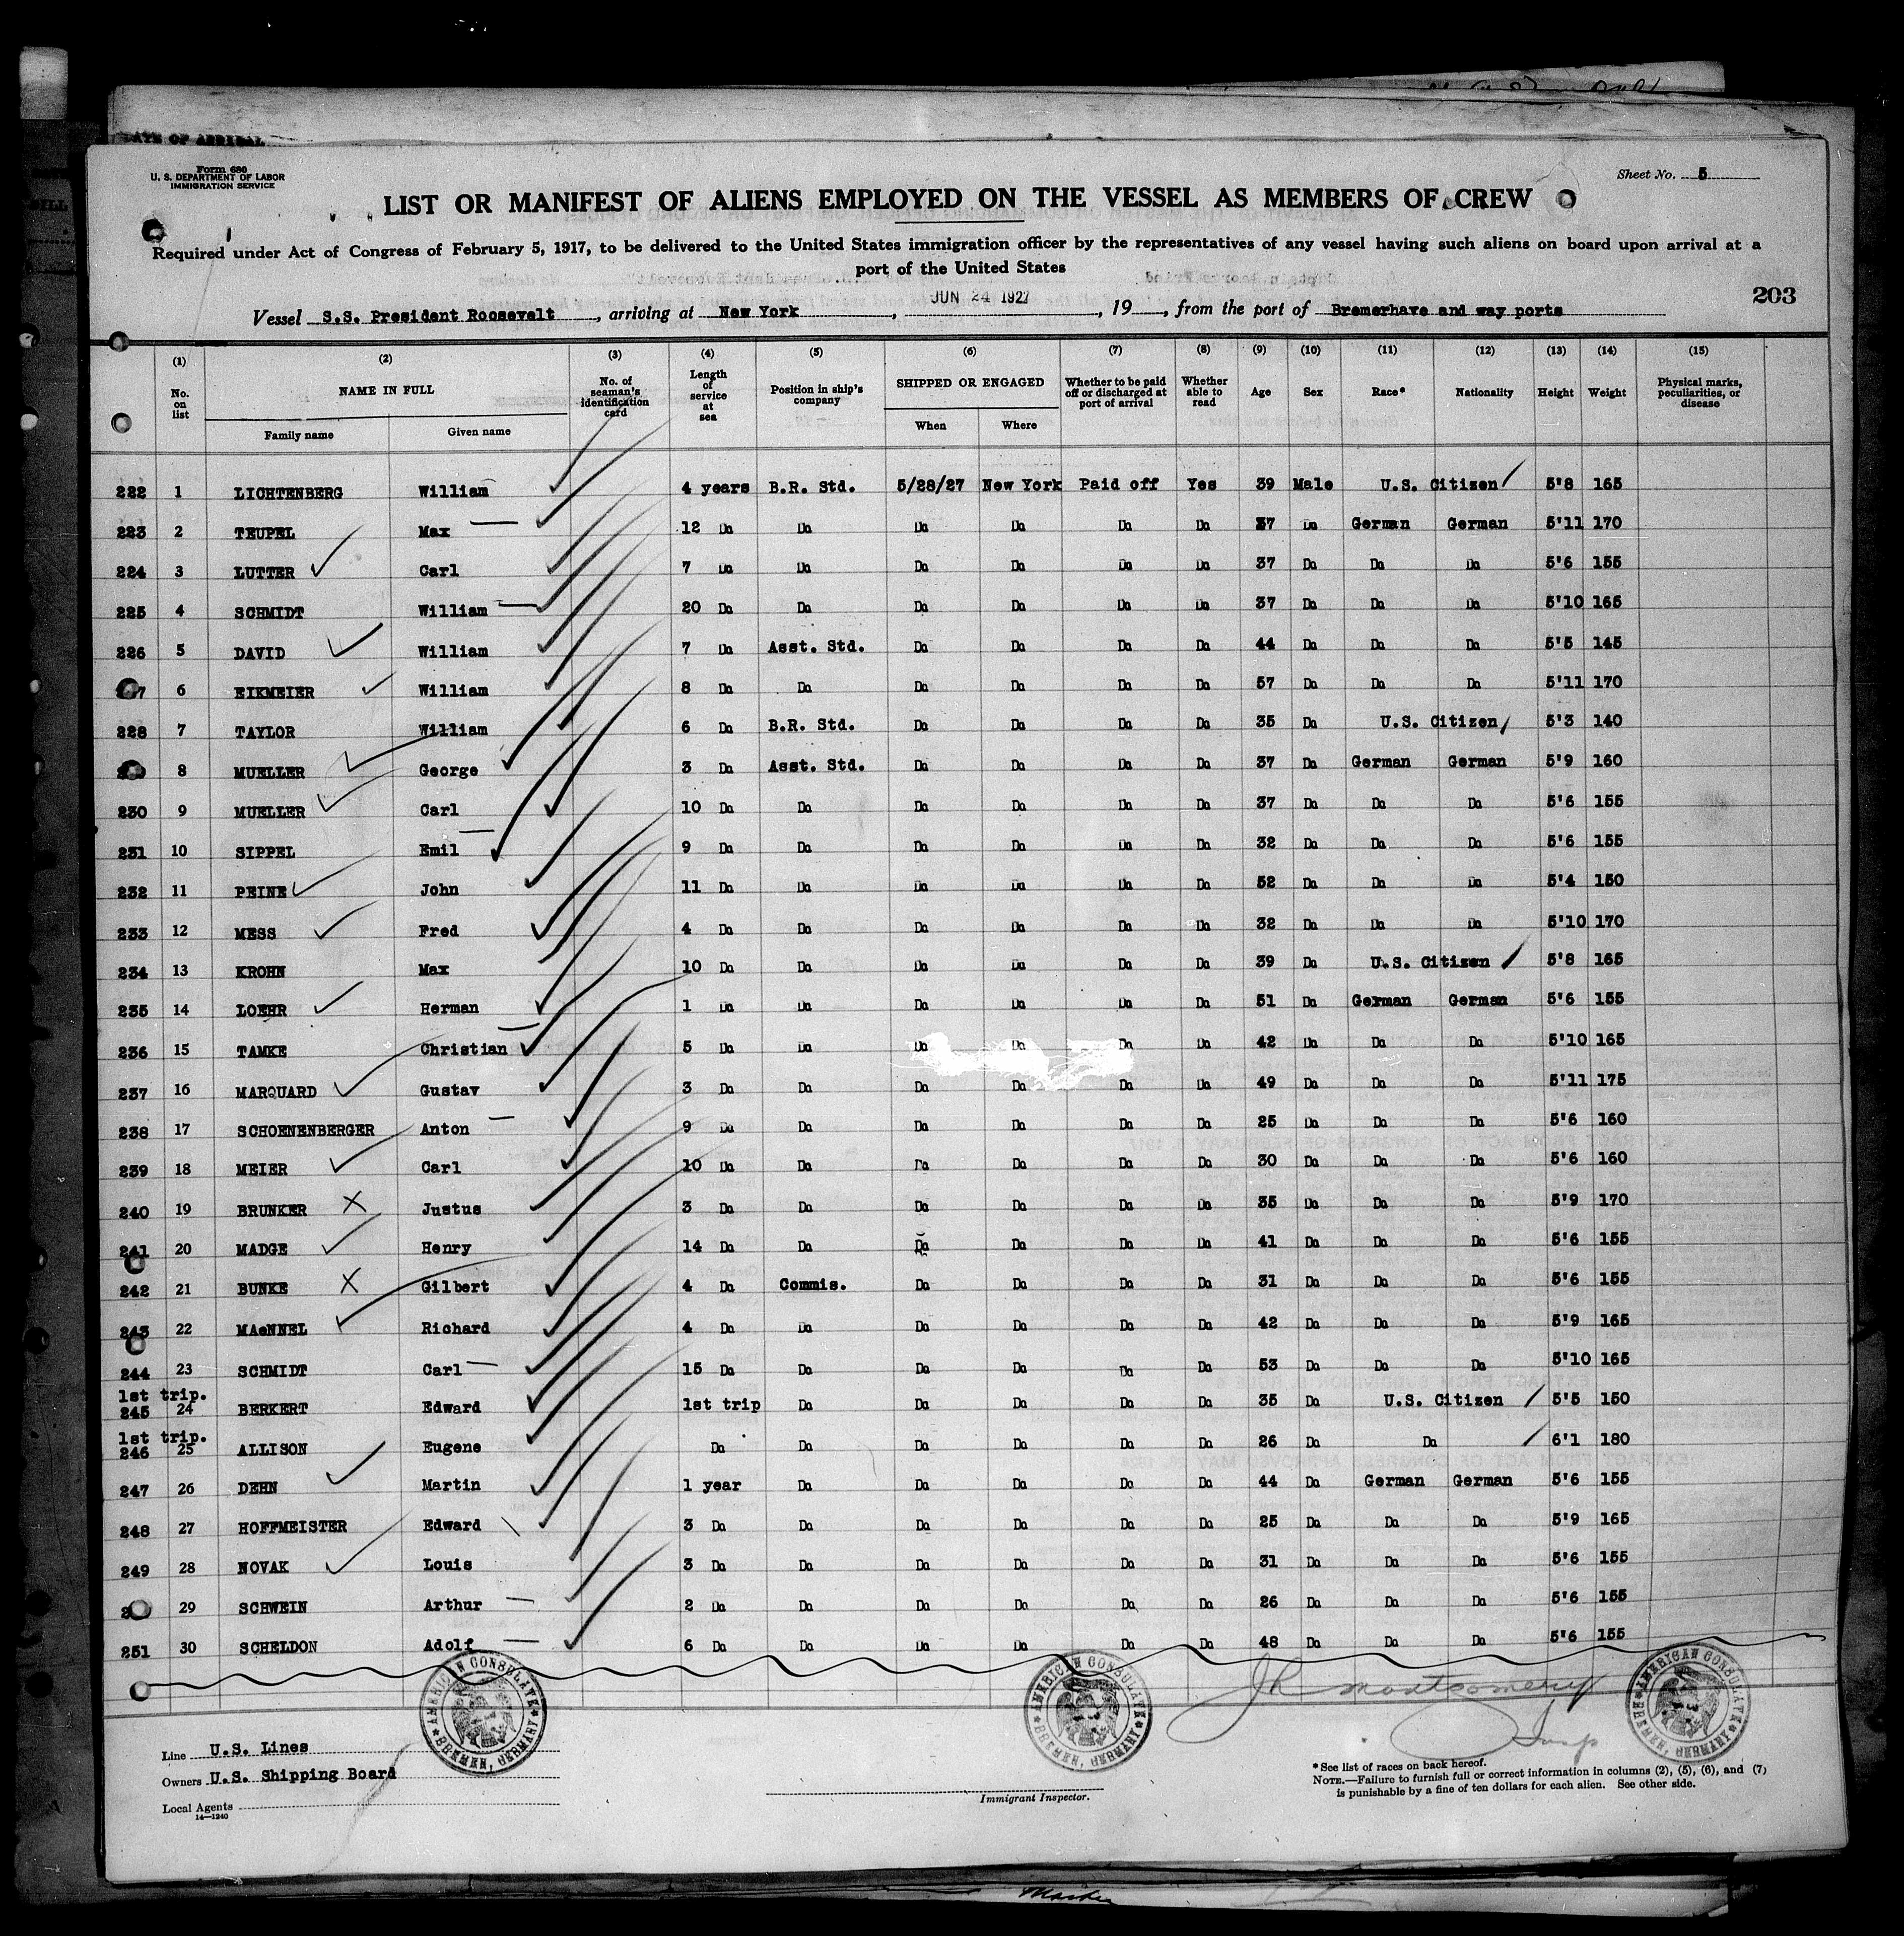 DATE OF ARRIVAL
Form 680
U. S. DEPARTMENT OF LABOR
IMMIGRATION SERVICE
Sheet No. 5
LIST OR MANIFEST OF ALIENS EMPLOYED ON THE VESSEL AS MEMBERS OF CREW
Required under Act of Congress of February 5, 1917, to be delivered to the United States immigration officer by the representatives of any vessel having such aliens on board upon arrival at a
port of the United States
JUN 24 1927
203
Vessel S.S. President Roosevelt, arriving at New York, , 19 , from the port of Bremerhave and way ports
(1) (2) (3) (4) (5) (6) (7) (8) (9) (10) (11) (12) (13) (14) (15)
No. on list NAME IN FULL No. of seaman's identification card Length of service at sea Position in ship's company SHIPPED OR ENGAGED Whether to be paid off or discharged at port of arrival Whether able to read Age Sex Race* Nationality Height Weight Physical marks, peculiarities, or disease
Family name Given name When Where
222 1 LICHTENBERG William 4 years B.R. Std. 5/28/27 New York Paid off Yes 39 Male U.S. Citizen 5'8 165
223 2 TEUPEL Max 12 Do Do Do Do Do Do 37 Do German German 5'11 170
224 3 LUTTER Carl 7 Do Do Do Do Do Do 37 Do Do Do 5'6 155
225 4 SCHMIDT William 20 Do Do Do Do Do Do 37 Do Do Do 5'10 165
226 5 DAVID William 7 Do Asst. Std. Do Do Do Do 44 Do Do Do 5'5 145
7 6 EIKMEIER William 8 Do Do Do Do Do Do 57 Do Do Do 5'11 170
228 7 TAYLOR William 6 Do B.R. Std. Do Do Do Do 35 Do U.S. Citizen 5'3 140
8 MUELLER George 3 Do Asst. Std. Do Do Do Do 37 Do German German 5'9 160
230 9 MUELLER Carl 10 Do Do Do Do Do Do 37 Do Do Do 5'6 155
231 10 SIPPEL Emil 9 Do Do Do Do Do Do 32 Do Do Do 5'6 155
232 11 PEINE John 11 Do Do Do Do Do Do 52 Do Do Do 5'4 150
233 12 MESS Fred 4 Do Do Do Do Do Do 32 Do Do Do 5'10 170
234 13 KROHN Max 10 Do Do Do Do Do Do 39 Do U.S. Citizen 5'8 165
235 14 LOEHR Herman 1 Do Do Do Do Do Do 51 Do German German 5'6 155
236 15 TAMKE Christian 5 Do Do Do Do Do Do 42 Do Do Do 5'10 165
237 16 MARQUARD Gustav 3 Do Do Do Do Do Do 49 Do Do Do 5'11 175
238 17 SCHOENENBERGER Anton 9 Do Do Do Do Do Do 25 Do Do Do 5'6 160
239 18 MEIER Carl 10 Do Do Do Do Do Do 30 Do Do Do 5'6 160
240 19 BRUNKER Justus 3 Do Do Do Do Do Do 35 Do Do Do 5'9 170
241 20 MADGE Henry 14 Do Do Do Do Do Do 41 Do Do Do 5'6 155
242 21 BUNKE Gilbert 4 Do Commis. Do Do Do Do 31 Do Do Do 5'6 155
243 22 MAeNNEL Richard 4 Do Do Do Do Do Do 42 Do Do Do 5'9 165
244 23 SCHMIDT Carl 15 Do Do Do Do Do Do 53 Do Do Do 5'10 165
1st trip.
245 24 BERKERT Edward 1st trip Do Do Do Do Do 35 Do U.S. Citizen 5'5 150
1st trip.
246 25 ALLISON Eugene Do Do Do Do Do Do 26 Do Do 6'1 180
247 26 DEHN Martin 1 year Do Do Do Do Do 44 Do German German 5'6 155
248 27 HOFFMEISTER Edward 3 Do Do Do Do Do Do 25 Do Do Do 5'9 165
249 28 NOVAK Louis 3 Do Do Do Do Do Do 31 Do Do Do 5'6 155
29 SCHWEIN Arthur 2 Do Do Do Do Do Do 26 Do Do Do 5'6 155
251 30 SCHELDON Adolf 6 Do Do Do Do Do Do 48 Do Do Do 5'6 155
AMERICAN CONSULATE BREMEN, GERMANY
AMERICAN CONSULATE BREMEN, GERMANY
AMERICAN CONSULATE BREMEN, GERMANY
JR Montgomery
Insp
Line U.S. Lines
Owners U.S. Shipping Board
Local Agents
14—1240
Immigrant Inspector.
*See list of races on back hereof.
NOTE.—Failure to furnish full or correct information in columns (2), (5), (6), and (7)
is punishable by a fine of ten dollars for each alien. See other side.